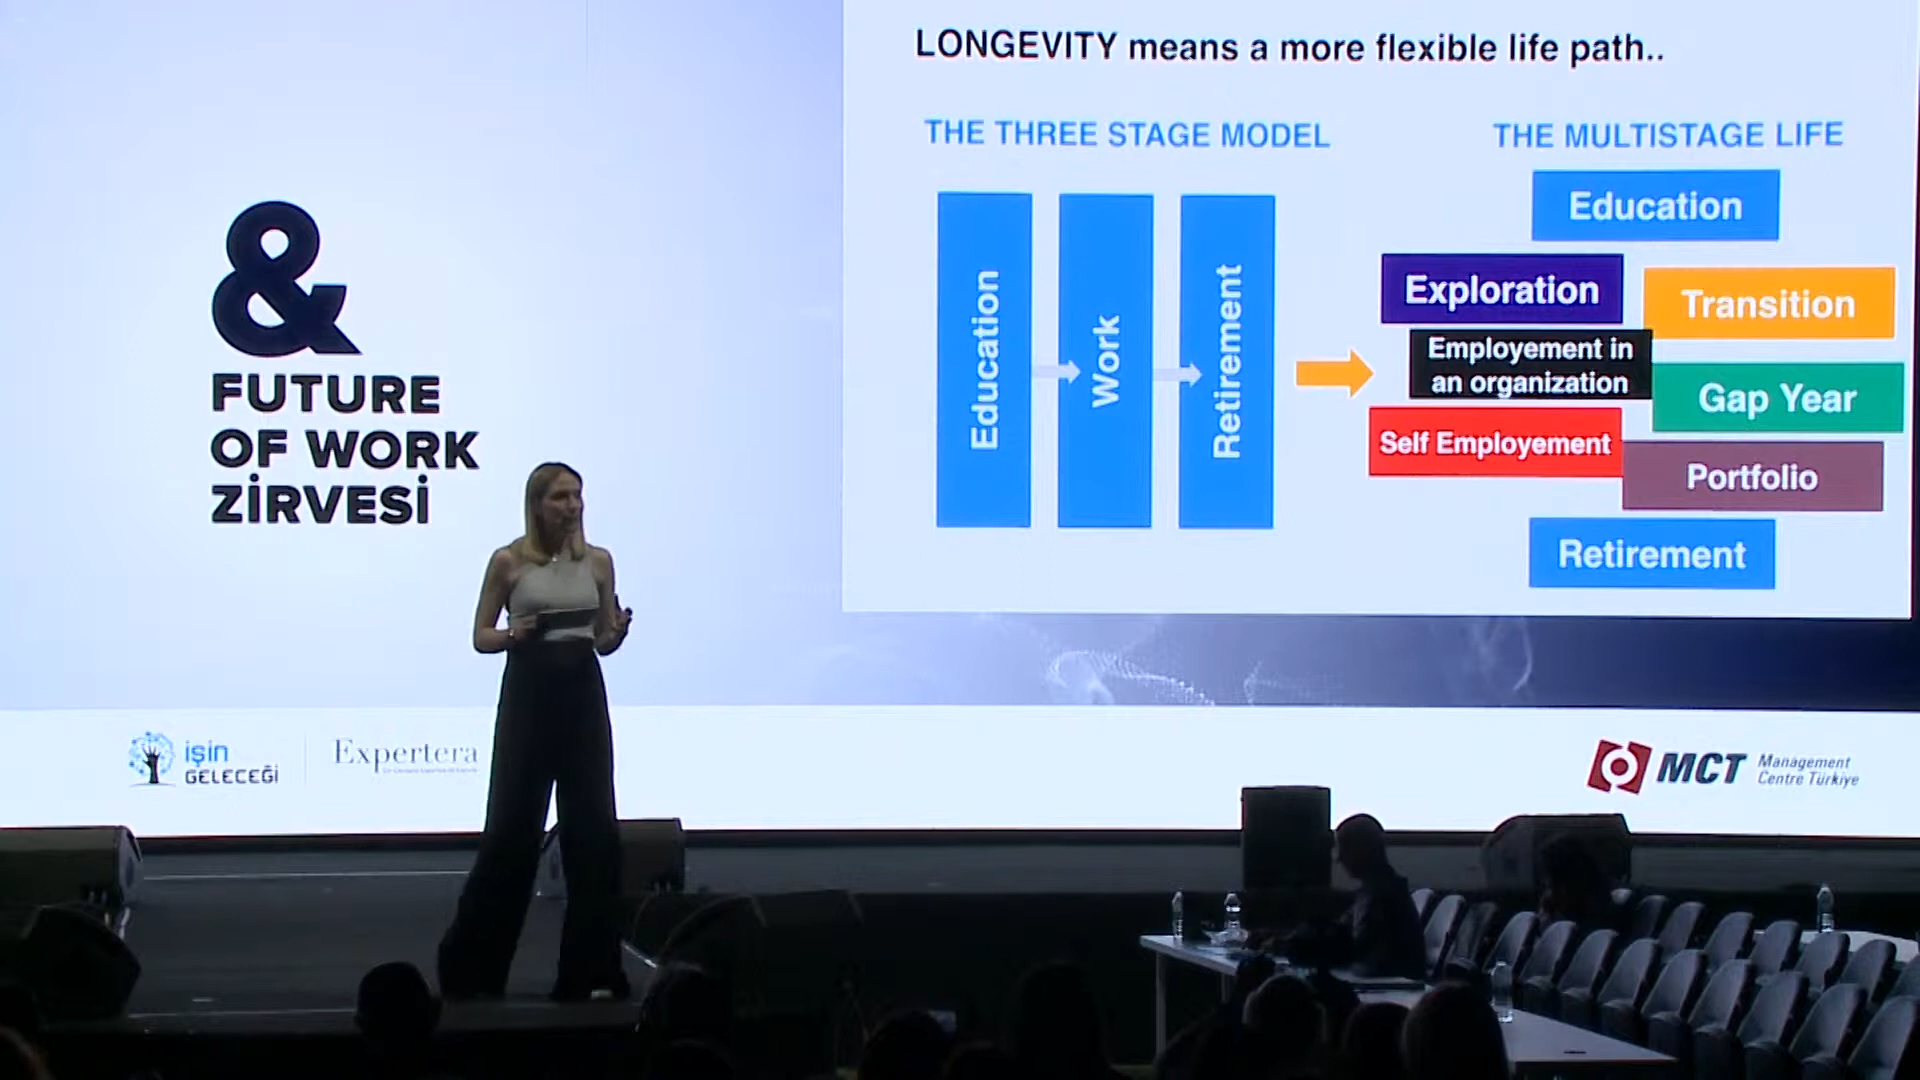 LONGEVITY means a more flexible life path..
THE THREE STAGE MODEL
Education
Work
Retirement
THE MULTISTAGE LIFE
Education
Exploration
Transition
Employement in
an organization
Gap Year
Self Employement
Portfolio
Retirement
&
FUTURE
OF WORK
ZİRVESİ
işin
GELECEĞİ
Expertera
MCT
Management
Centre Türkiye